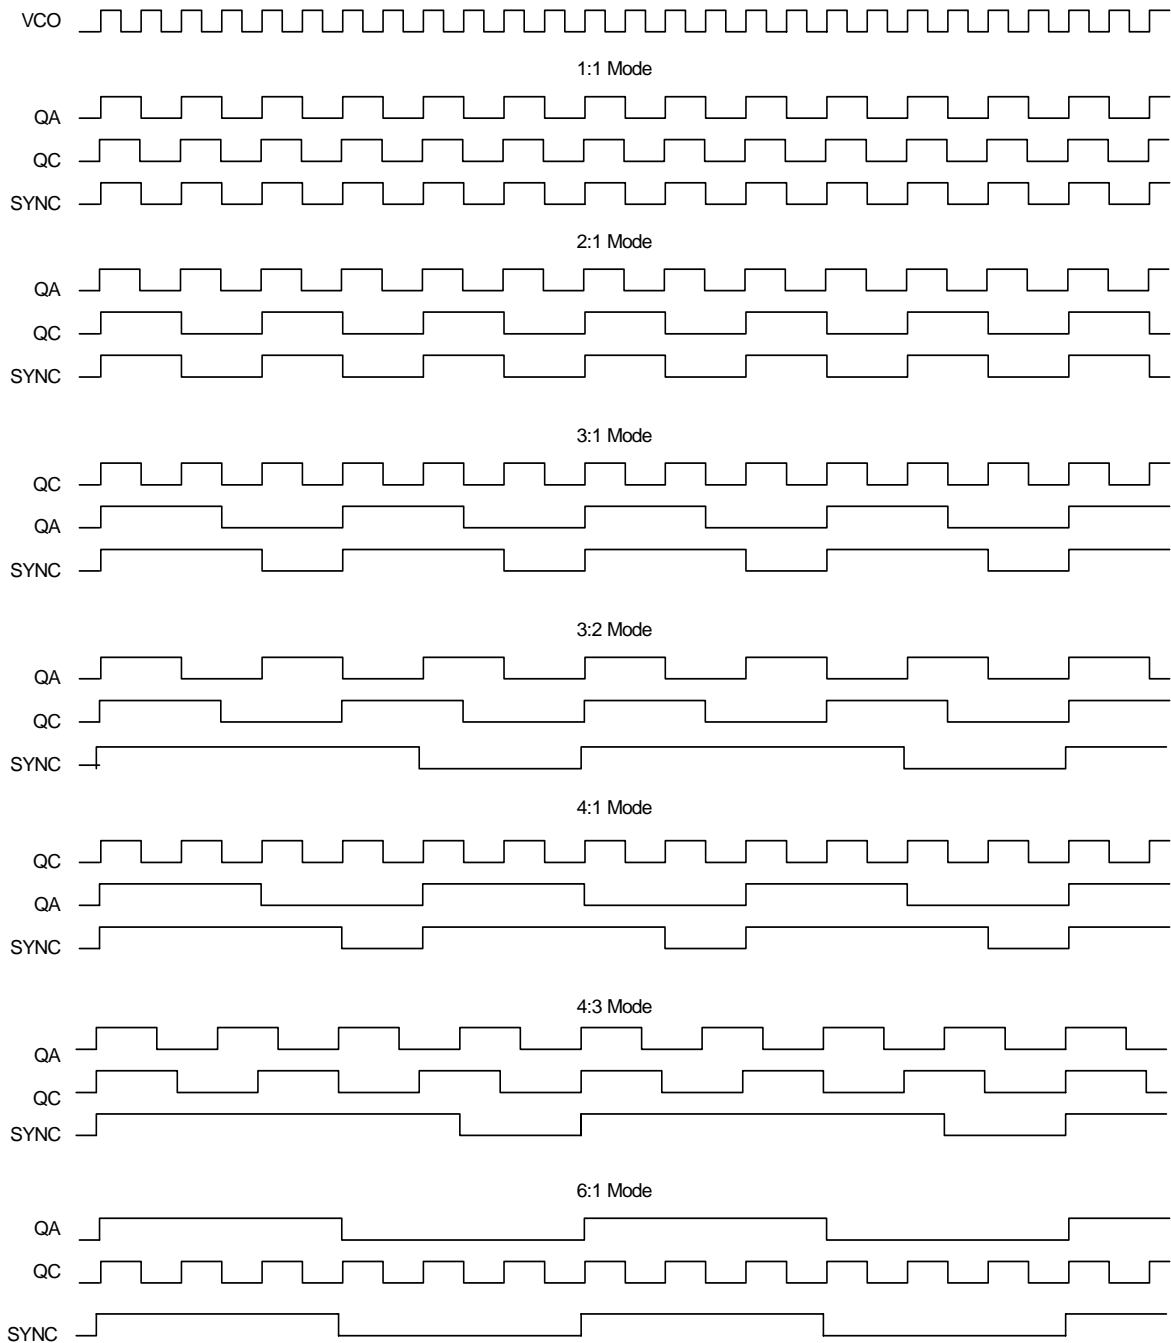 VCO
1:1 Mode
QA
QC
SYNC
2:1 Mode
QA
QC
SYNC
3:1 Mode
QC
QA
SYNC
3:2 Mode
QA
QC
SYNC
4:1 Mode
QC
QA
SYNC
4:3 Mode
QA
QC
SYNC
6:1 Mode
QA
QC
SYNC